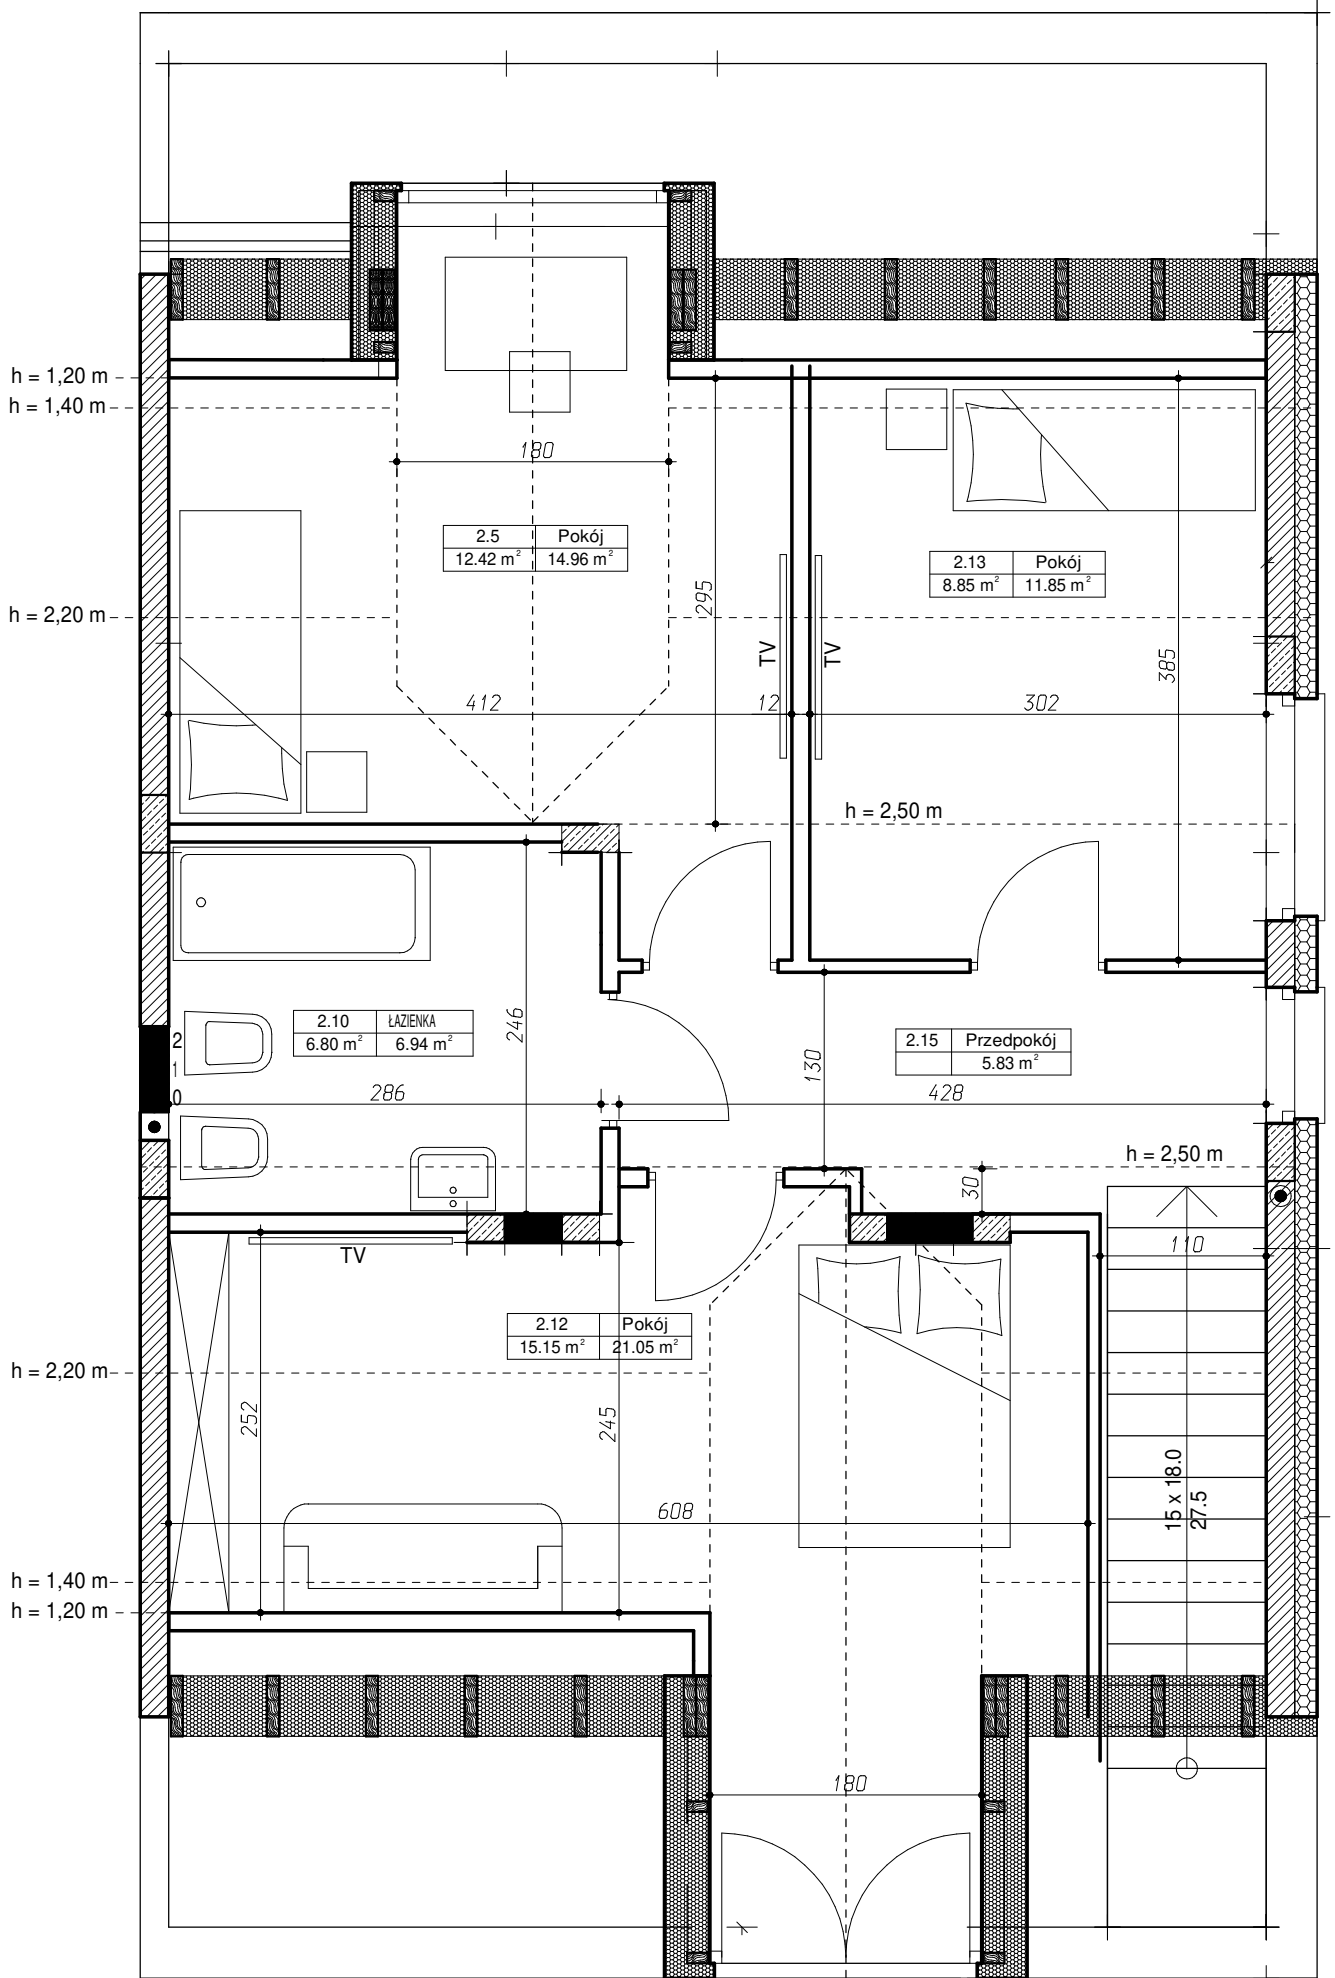 h = 1,20 m
h = 1,40 m
180
2.5 Pokój
12.42 m² 14.96 m²
2.13 Pokój
8.85 m² 11.85 m²
295
h = 2,20 m
TV
TV
385
412
12
302
h = 2,50 m
246
2.10 ŁAZIENKA
6.80 m² 6.94 m²
2
1
0
2.15 Przedpokój
5.83 m²
130
286
428
h = 2,50 m
30
TV
110
2.12 Pokój
15.15 m² 21.05 m²
h = 2,20 m
252
245
608
15 x 18.0
27.5
h = 1,40 m
h = 1,20 m
180